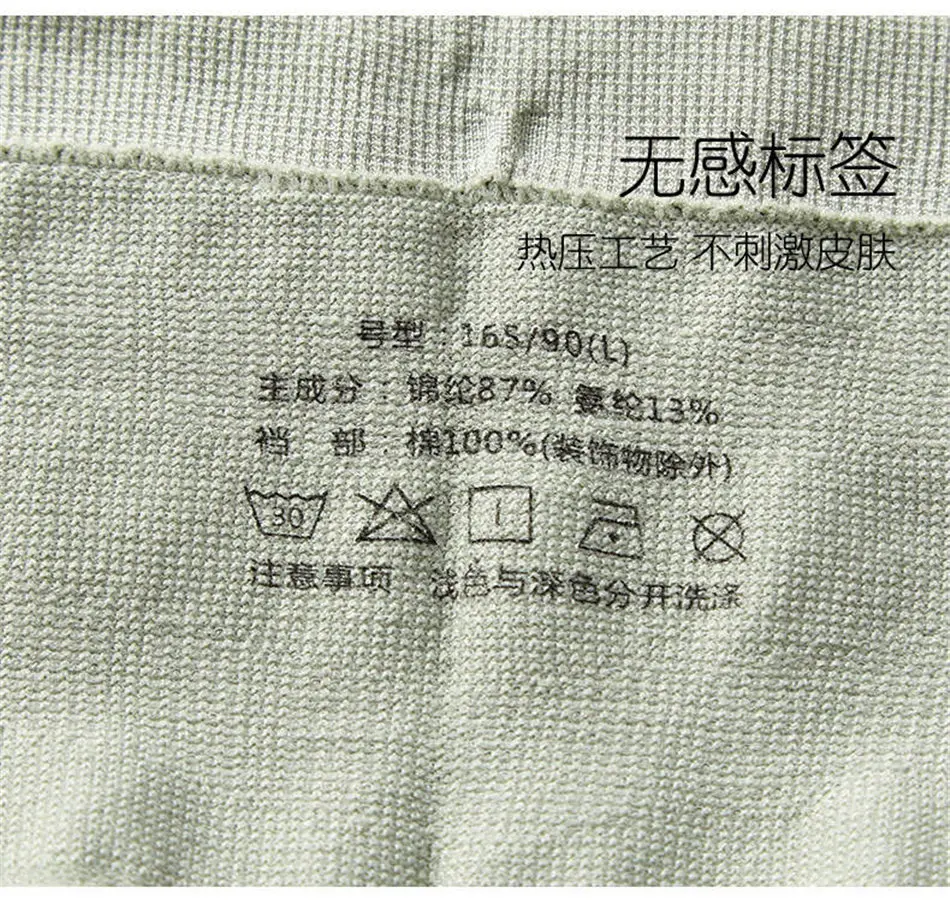 无感标签
热压工艺 不刺激皮肤
号型：165/90(L)
主成分：锦纶87% 氨纶13%
裆 部：棉100%(装饰物除外)
30
注意事项 浅色与深色分开洗涤